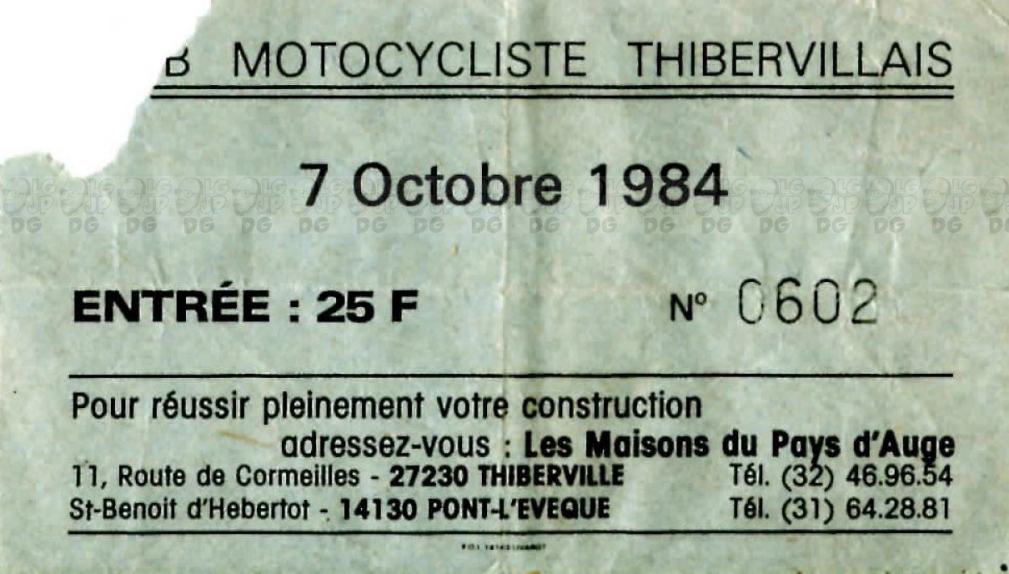 B MOTOCYCLISTE THIBERVILLAIS
7 Octobre 1984
ENTRÉE : 25 F N° 0602
Pour réussir pleinement votre construction
adressez-vous : Les Maisons du Pays d'Auge
11, Route de Cormeilles - 27230 THIBERVILLE Tél. (32) 46.96.54
St-Benoit d'Hebertot - 14130 PONT-L'EVEQUE Tél. (31) 64.28.81